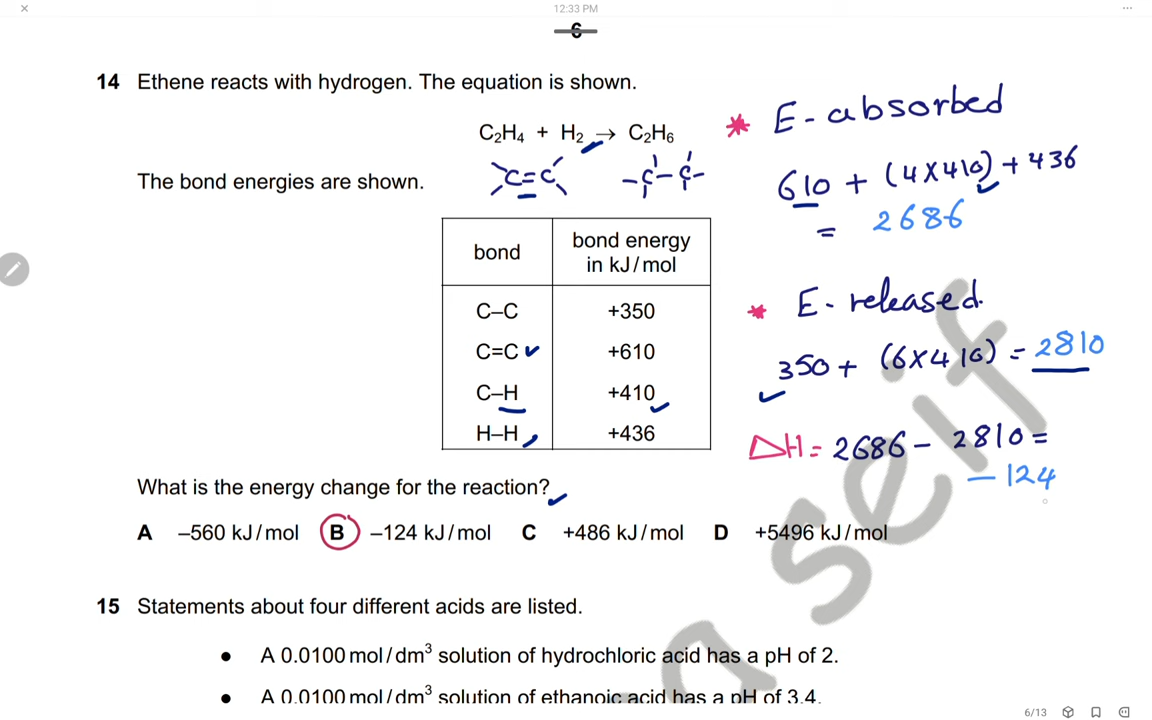 12:33 PM
6
14 Ethene reacts with hydrogen. The equation is shown.
C₂H₄ + H₂ → C₂H₆
>C=C<
–C–C–
The bond energies are shown.
bond bond energy in kJ/mol
C–C +350
C=C +610
C–H +410
H–H +436
* E-absorbed
610 + (4×410) + 436
= 2686
* E-released.
350 + (6×410) = 2810
ΔH = 2686 – 2810 =
–124
What is the energy change for the reaction?
A –560 kJ/mol B –124 kJ/mol C +486 kJ/mol D +5496 kJ/mol
15 Statements about four different acids are listed.
• A 0.0100 mol/dm³ solution of hydrochloric acid has a pH of 2.
• A 0.0100 mol/dm³ solution of ethanoic acid has a pH of 3.4.
a self
6/13